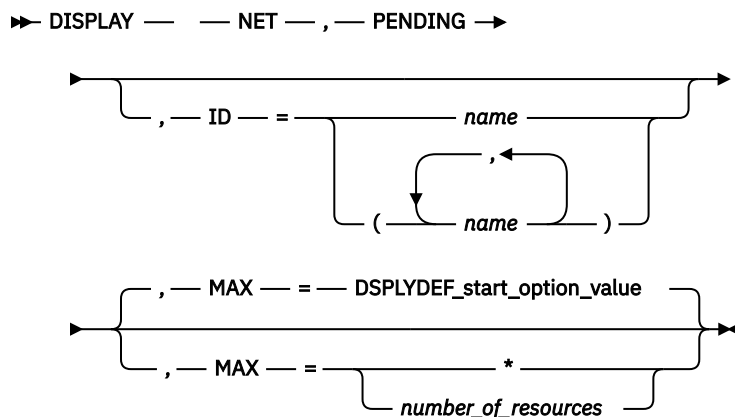 DISPLAY NET , PENDING
, ID = name
,
( name )
, MAX = DSPLYDEF_start_option_value
, MAX = *
number_of_resources